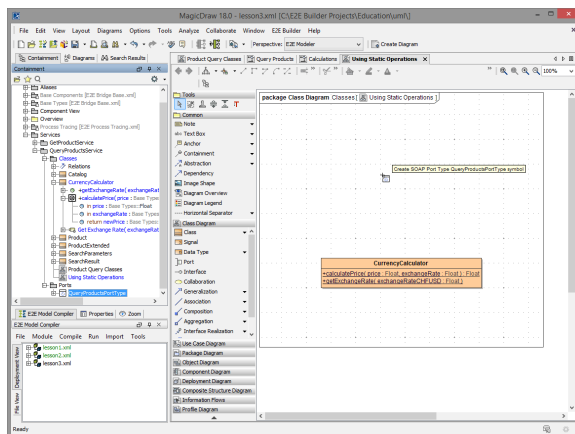 MagicDraw 18.0 - lesson3.xml [C:\E2E Builder Projects\Education\uml\]
File Edit View Layout Diagrams Options Tools Analyze Collaborate Window E2E Builder Help
Perspective: E2E Modeler
Create Diagram
Containment Diagrams Search Results
Product Query Classes Query Products Calculations Using Static Operations
Containment
100%
Aliases
Base Components [E2E Bridge Base.xml]
Base Types [E2E Bridge Base.xml]
Component View
Overview
Process Tracing [E2E Process Tracing.xml]
Services
GetProductService
QueryProductsService
Classes
Relations
Catalog
CurrencyCalculator
+getExchangeRate( exchangeRat
+calculatePrice( price : Base Type
in price : Base Types::Float
in exchangeRate : Base Types
return newPrice : Base Types:
Get Exchange Rate( exchangeRat
Product
ProductExtended
SearchParameters
SearchResult
Product Query Classes
Using Static Operations
Ports
QueryProductsPortType
E2E Model Compiler Properties Zoom
E2E Model Compiler
File Module Compile Run Import Tools
Deployment View
File View
lesson1.xml
lesson2.xml
lesson3.xml
Tools
Common
Note
Text Box
Anchor
Containment
Abstraction
Dependency
Image Shape
Diagram Overview
Diagram Legend
Horizontal Separator
Class Diagram
Class
Signal
Data Type
Port
Interface
Collaboration
Generalization
Association
Composition
Aggregation
Interface Realization
Use Case Diagram
Package Diagram
Object Diagram
Component Diagram
Deployment Diagram
Composite Structure Diagram
Information Flows
Profile Diagram
package Class Diagram Classes [ Using Static Operations ]
Create SOAP Port Type QueryProductsPortType symbol
CurrencyCalculator
+calculatePrice( price : Float, exchangeRate : Float ) : Float
+getExchangeRate( exchangeRateCHFUSD : Float )
Ready